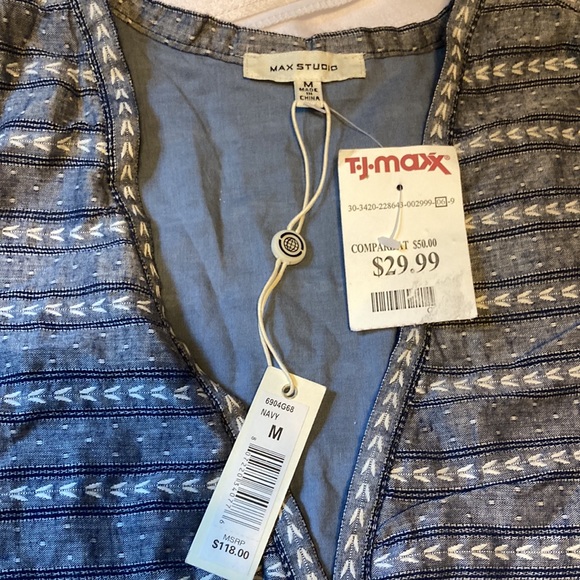 MAX STUDIO
M
MADE
IN
CHINA
T·J·maxx
30-3420-228643-002999-06-9
COMPARE AT $50.00
$29.99
6904G68
NAVY
M
MSRP
$118.00